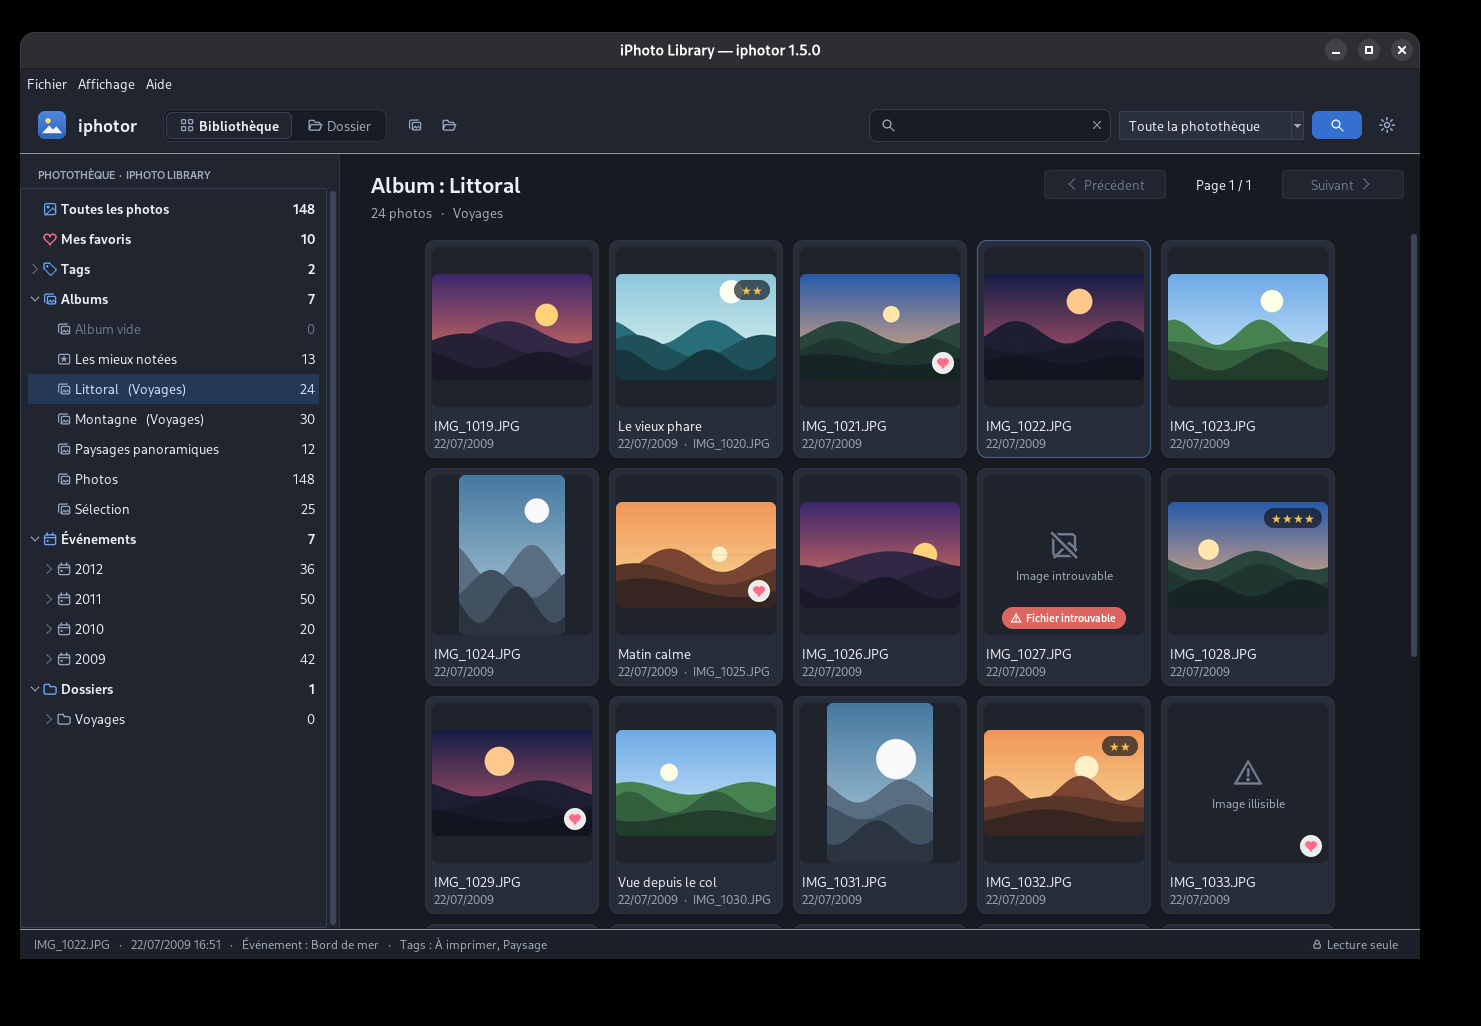 iPhoto Library — iphotor 1.5.0
Fichier Affichage Aide
iphotor
Bibliothèque
Dossier
Toute la photothèque
PHOTOTHÈQUE · IPHOTO LIBRARY
Toutes les photos 148
Mes favoris 10
Tags 2
Albums 7
Album vide 0
Les mieux notées 13
Littoral (Voyages) 24
Montagne (Voyages) 30
Paysages panoramiques 12
Photos 148
Sélection 25
Événements 7
2012 36
2011 50
2010 20
2009 42
Dossiers 1
Voyages 0
Album : Littoral
24 photos · Voyages
Précédent
Page 1 / 1
Suivant
IMG_1019.JPG
22/07/2009
Le vieux phare
22/07/2009 · IMG_1020.JPG
IMG_1021.JPG
22/07/2009
IMG_1022.JPG
22/07/2009
IMG_1023.JPG
22/07/2009
IMG_1024.JPG
22/07/2009
Matin calme
22/07/2009 · IMG_1025.JPG
IMG_1026.JPG
22/07/2009
Image introuvable
Fichier introuvable
IMG_1027.JPG
22/07/2009
IMG_1028.JPG
22/07/2009
IMG_1029.JPG
22/07/2009
Vue depuis le col
22/07/2009 · IMG_1030.JPG
IMG_1031.JPG
22/07/2009
IMG_1032.JPG
22/07/2009
Image illisible
IMG_1033.JPG
22/07/2009
IMG_1022.JPG · 22/07/2009 16:51 · Événement : Bord de mer · Tags : À imprimer, Paysage
Lecture seule